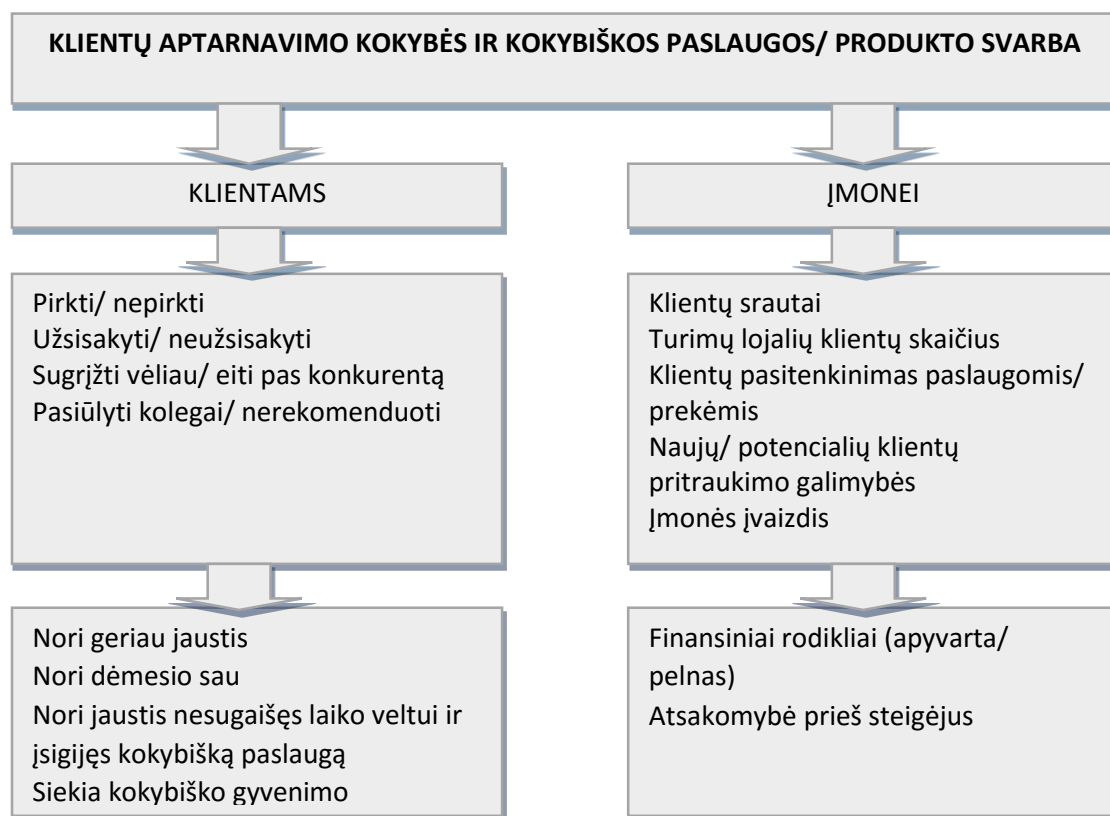 KLIENTŲ APTARNAVIMO KOKYBĖS IR KOKYBIŠKOS PASLAUGOS/ PRODUKTO SVARBA
KLIENTAMS
ĮMONEI
Pirkti/ nepirkti
Užsisakyti/ neužsisakyti
Sugrįžti vėliau/ eiti pas konkurentą
Pasiūlyti kolegai/ nerekomenduoti
Klientų srautai
Turimų lojalių klientų skaičius
Klientų pasitenkinimas paslaugomis/
prekėmis
Naujų/ potencialių klientų
pritraukimo galimybės
Įmonės įvaizdis
Nori geriau jaustis
Nori dėmesio sau
Nori jaustis nesugaišęs laiko veltui ir
įsigijęs kokybišką paslaugą
Siekia kokybiško gyvenimo
Finansiniai rodikliai (apyvarta/
pelnas)
Atsakomybė prieš steigėjus